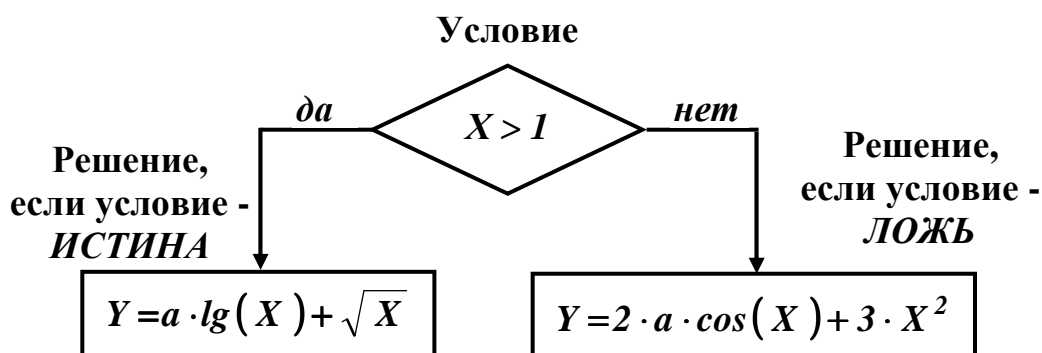 Условие
да
X > 1
нет
Решение,
если условие -
ИСТИНА
Решение,
если условие -
ЛОЖЬ
Y=a·lg(X)+√X
Y=2·a·cos(X)+3·X²